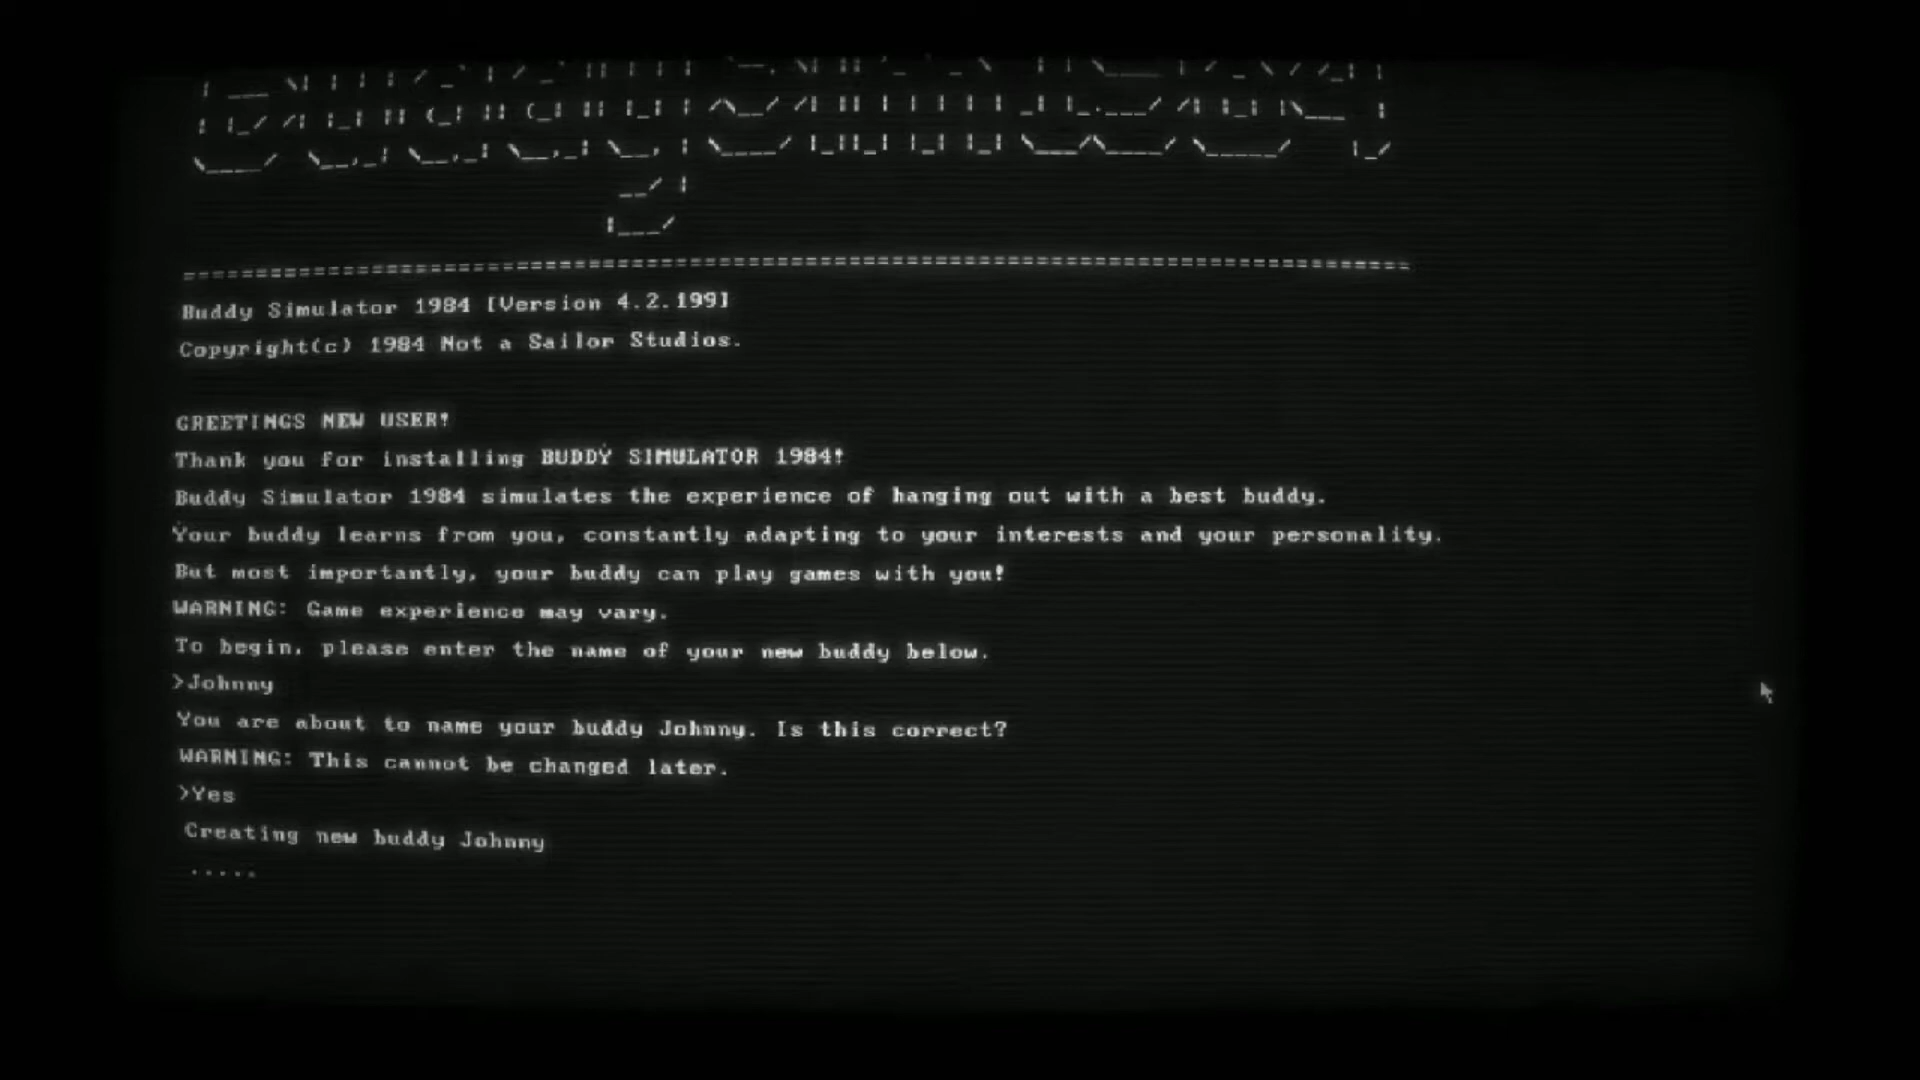 ================================================================================
Buddy Simulator 1984 [Version 4.2.199]
Copyright(c) 1984 Not a Sailor Studios.
GREETINGS NEW USER!
Thank you for installing BUDDY SIMULATOR 1984!
Buddy Simulator 1984 simulates the experience of hanging out with a best buddy.
Your buddy learns from you, constantly adapting to your interests and your personality.
But most importantly, your buddy can play games with you!
WARNING: Game experience may vary.
To begin, please enter the name of your new buddy below.
>Johnny
You are about to name your buddy Johnny. Is this correct?
WARNING: This cannot be changed later.
>Yes
Creating new buddy Johnny
.....